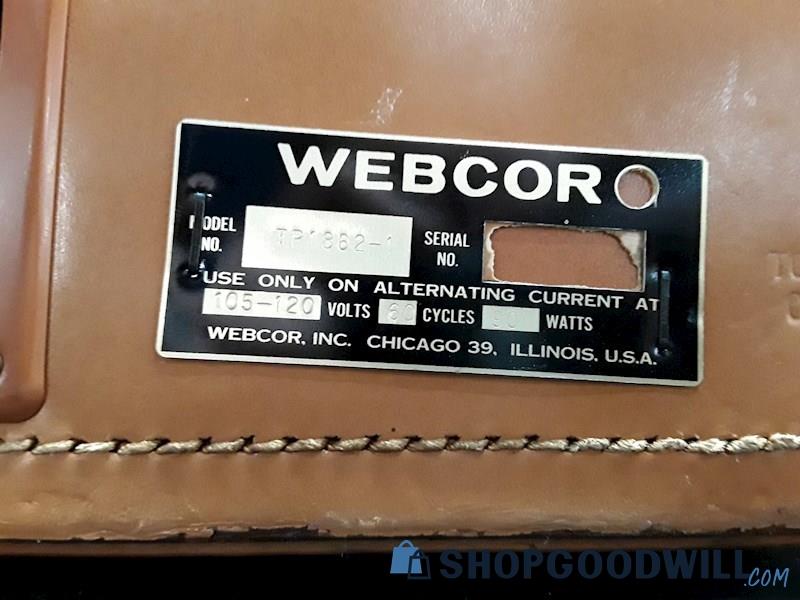 WEBCOR
MODEL NO. TP1862-1 SERIAL NO.
USE ONLY ON ALTERNATING CURRENT AT
105-120 VOLTS 60 CYCLES 90 WATTS
WEBCOR, INC. CHICAGO 39, ILLINOIS, U.S.A.
SHOPGOODWILL.COM